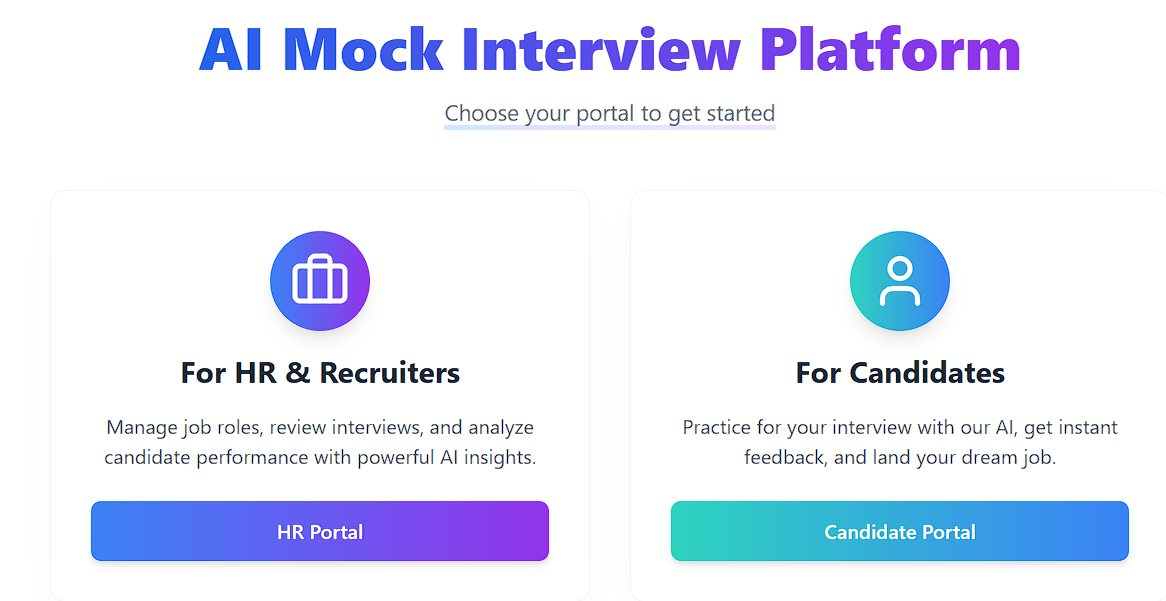 AI Mock Interview Platform
Choose your portal to get started
For HR & Recruiters
Manage job roles, review interviews, and analyze
candidate performance with powerful AI insights.
HR Portal
For Candidates
Practice for your interview with our AI, get instant
feedback, and land your dream job.
Candidate Portal